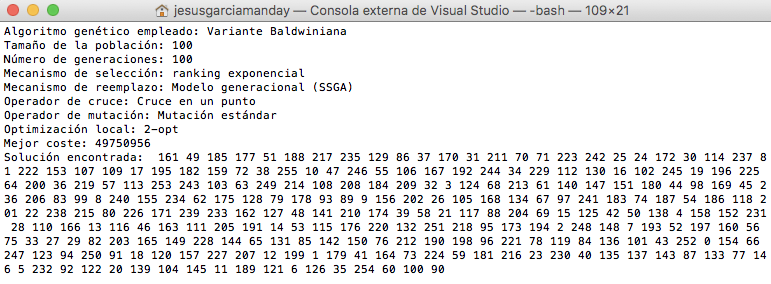 jesusgarciamanday — Consola externa de Visual Studio — -bash — 109×21
Algoritmo genético empleado: Variante Baldwiniana
Tamaño de la población: 100
Número de generaciones: 100
Mecanismo de selección: ranking exponencial
Mecanismo de reemplazo: Modelo generacional (SSGA)
Operador de cruce: Cruce en un punto
Operador de mutación: Mutación estándar
Optimización local: 2-opt
Mejor coste: 49750956
Solución encontrada:  161 49 185 177 51 188 217 235 129 86 37 170 31 211 70 71 223 242 25 24 172 30 114 237 8
1 222 153 107 109 17 195 182 159 72 38 255 10 47 246 55 106 167 192 244 34 229 112 130 16 102 245 19 196 225
64 200 36 219 57 113 253 243 103 63 249 214 108 208 184 209 32 3 124 68 213 61 140 147 151 180 44 98 169 45 2
36 206 83 99 8 240 155 234 62 175 128 79 178 93 89 9 156 202 26 105 168 134 67 97 241 183 74 187 54 186 118 2
01 22 238 215 80 226 171 239 233 162 127 48 141 210 174 39 58 21 117 88 204 69 15 125 42 50 138 4 158 152 231
28 110 166 13 116 46 163 111 205 191 14 53 115 176 220 132 251 218 95 173 194 2 248 148 7 193 52 197 160 56
75 33 27 29 82 203 165 149 228 144 65 131 85 142 150 76 212 190 198 96 221 78 119 84 136 101 43 252 0 154 66
247 123 94 250 91 18 120 157 227 207 12 199 1 179 41 164 73 224 59 181 216 23 230 40 135 137 143 87 133 77 14
6 5 232 92 122 20 139 104 145 11 189 121 6 126 35 254 60 100 90